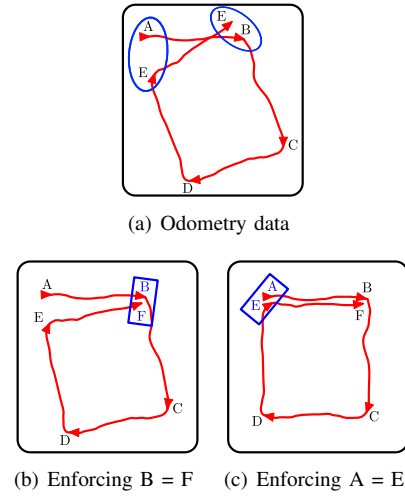 E
A
B
E
C
D
(a) Odometry data
A
B
F
E
C
D
A
B
E
F
D
C
(b) Enforcing B = F
(c) Enforcing A = E